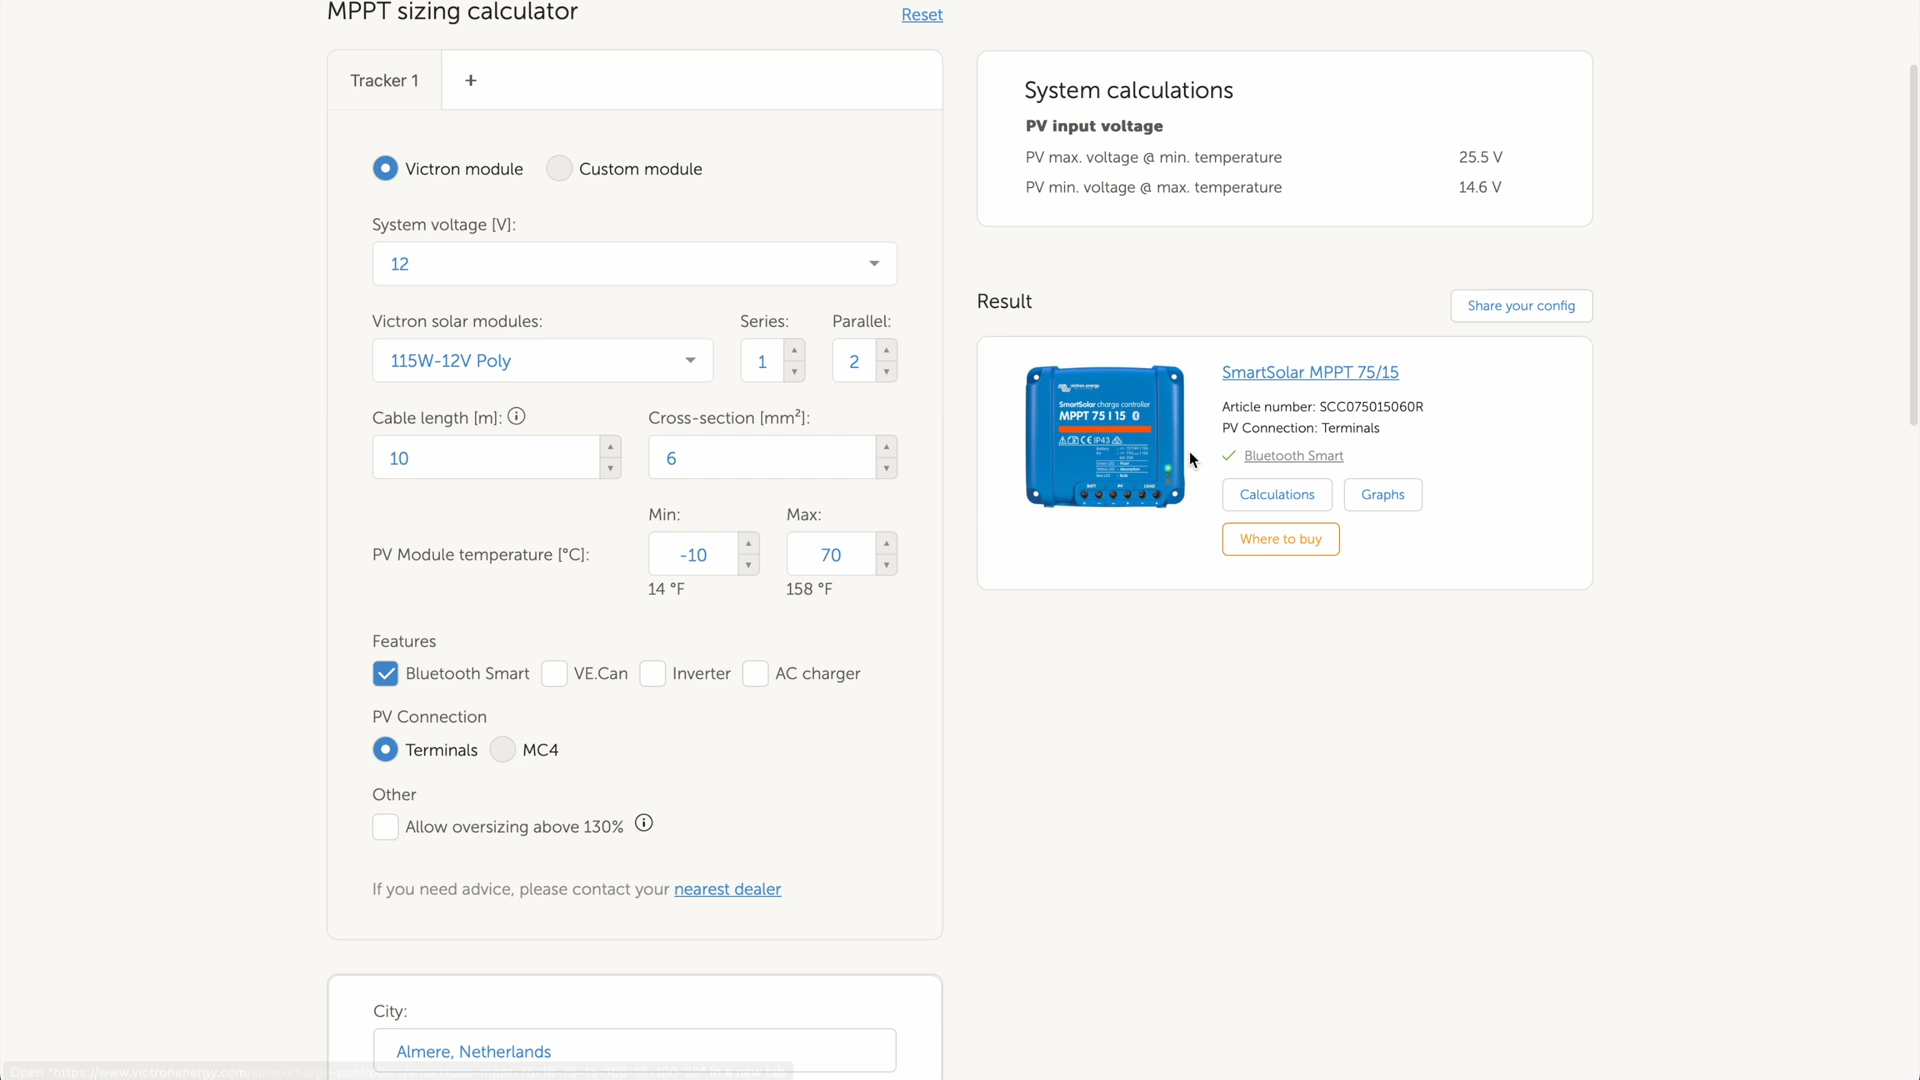 MPPT sizing calculator
Reset
Tracker 1
+
Victron module
Custom module
System voltage [V]:
12
Victron solar modules:
Series:
Parallel:
115W-12V Poly
1
2
Cable length [m]:
Cross-section [mm²]:
10
6
Min:
Max:
PV Module temperature [°C]:
-10
70
14 °F
158 °F
Features
Bluetooth Smart
VE.Can
Inverter
AC charger
PV Connection
Terminals
MC4
Other
Allow oversizing above 130%
If you need advice, please contact your nearest dealer
City:
Almere, Netherlands
System calculations
PV input voltage
PV max. voltage @ min. temperature
25.5 V
PV min. voltage @ max. temperature
14.6 V
Result
Share your config
victron energy
SmartSolar charge controller
MPPT 75 | 15
IP43
BATT
PV
LOAD
SmartSolar MPPT 75/15
Article number: SCC075015060R
PV Connection: Terminals
Bluetooth Smart
Calculations
Graphs
Where to buy